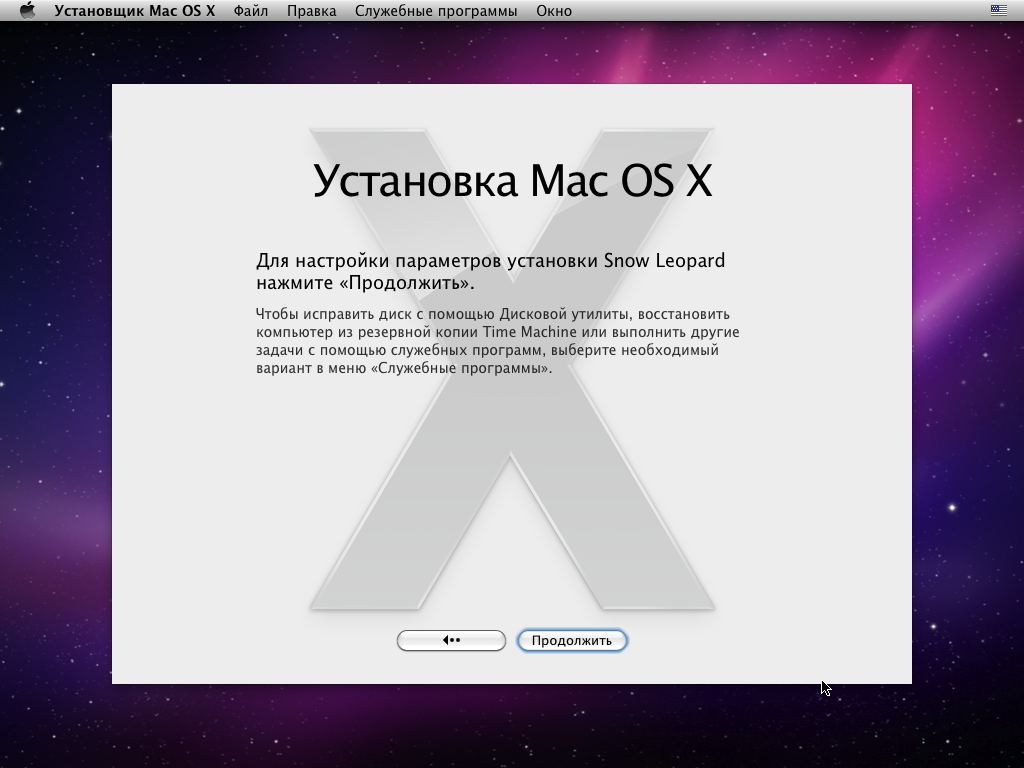 Установщик Mac OS X Файл Правка Служебные программы Окно
Установка Mac OS X
Для настройки параметров установки Snow Leopard
нажмите «Продолжить».
Чтобы исправить диск с помощью Дисковой утилиты, восстановить
компьютер из резервной копии Time Machine или выполнить другие
задачи с помощью служебных программ, выберите необходимый
вариант в меню «Служебные программы».
Продолжить